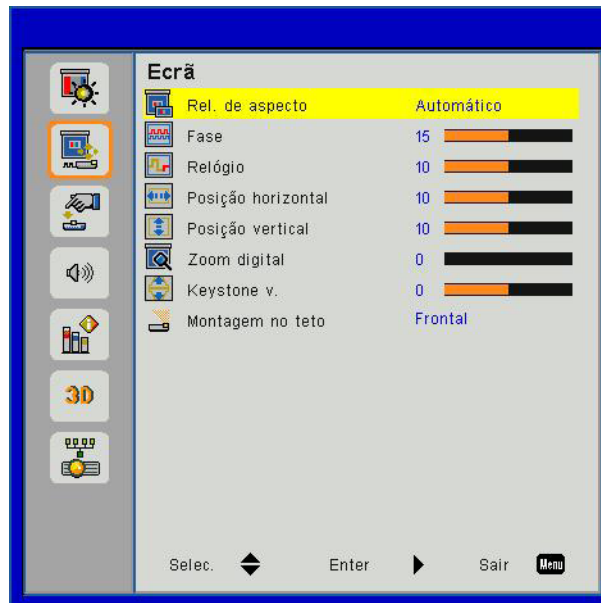 Ecrã
Rel. de aspecto Automático
Fase 15
Relógio 10
Posição horizontal 10
Posição vertical 10
Zoom digital 0
Keystone v. 0
Montagem no teto Frontal
3D
Selec. Enter Sair Menu